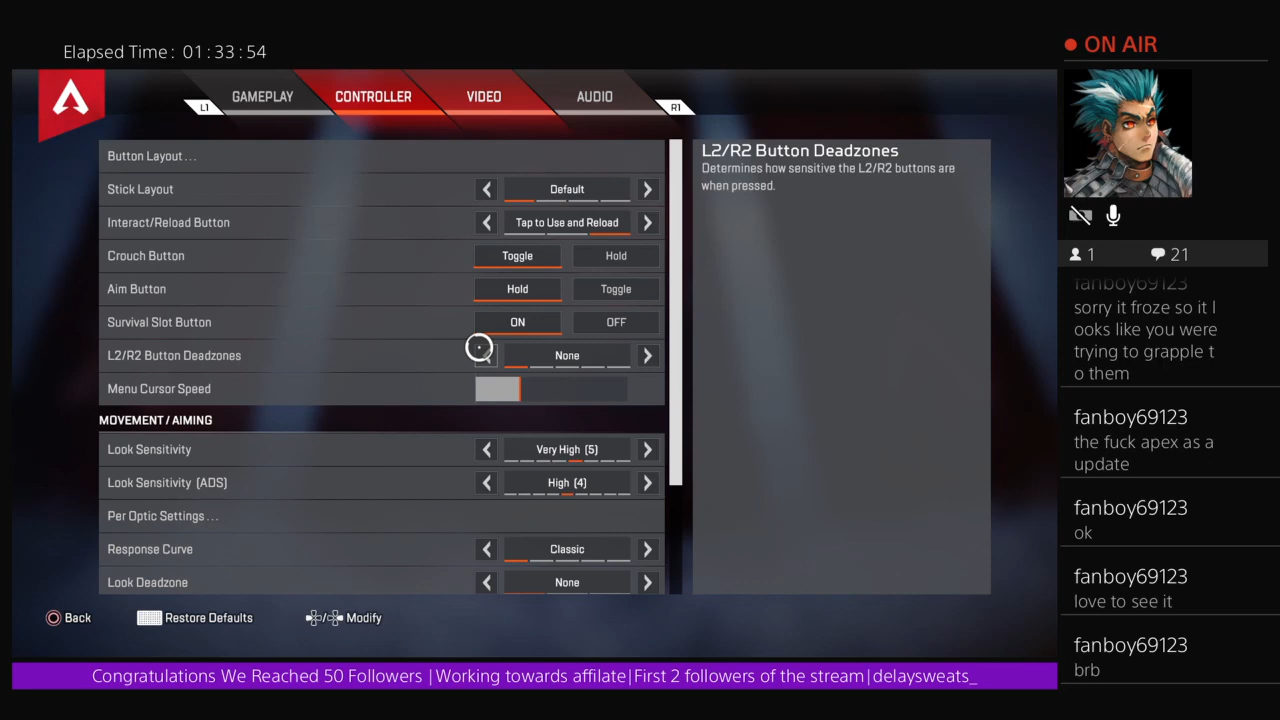 Elapsed Time: 01:33:54
ON AIR
L1
GAMEPLAY
CONTROLLER
VIDEO
AUDIO
R1
Button Layout...
Stick Layout
Default
Interact/Reload Button
Tap to Use and Reload
Crouch Button
Toggle
Hold
Aim Button
Hold
Toggle
Survival Slot Button
ON
OFF
L2/R2 Button Deadzones
None
Menu Cursor Speed
MOVEMENT/AIMING
Look Sensitivity
Very High (5)
Look Sensitivity (ADS)
High (4)
Per Optic Settings...
Response Curve
Classic
Look Deadzone
None
L2/R2 Button Deadzones
Determines how sensitive the L2/R2 buttons are
when pressed.
Back
Restore Defaults
Modify
1
21
fanboy69123
sorry it froze so it l
ooks like you were
trying to grapple t
o them
fanboy69123
the fuck apex as a
update
fanboy69123
ok
fanboy69123
love to see it
fanboy69123
brb
Congratulations We Reached 50 Followers |Working towards affilate|First 2 followers of the stream|delaysweats_